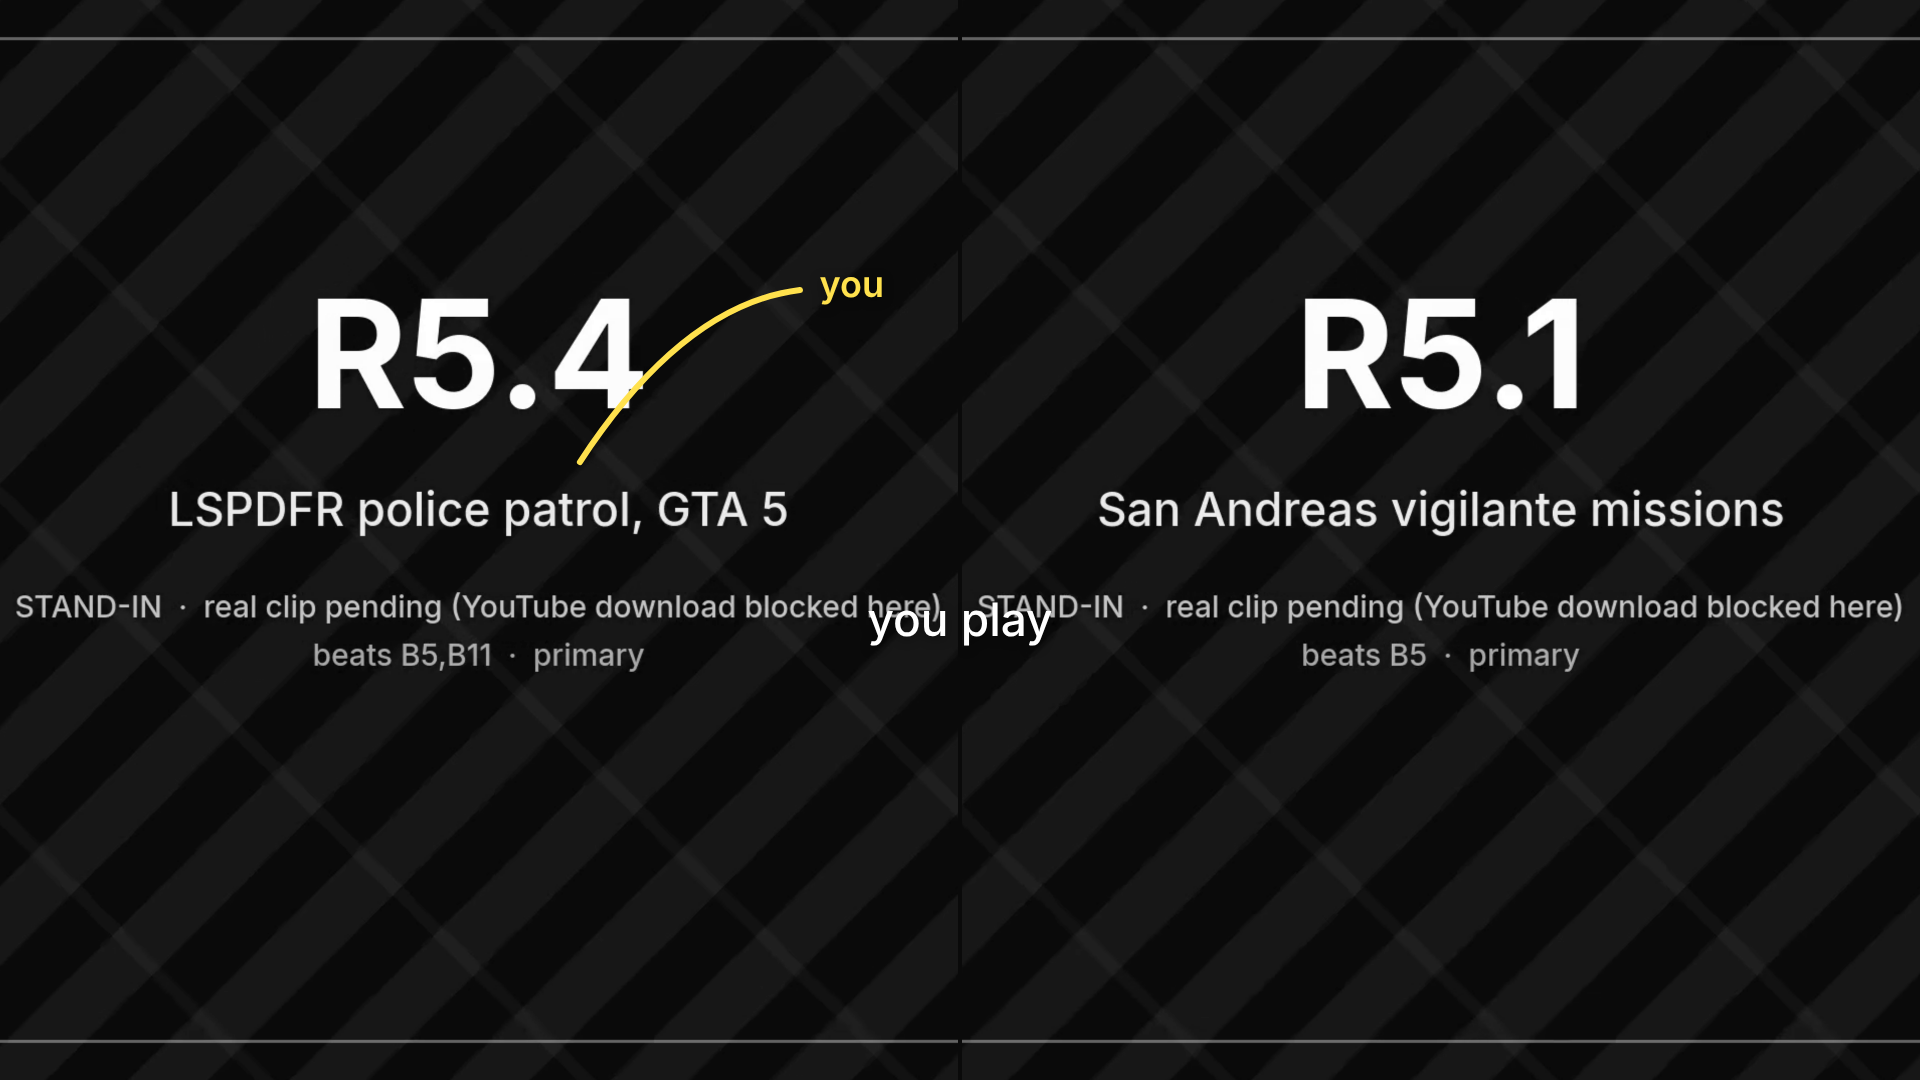 you
R5.4
LSPDFR police patrol, GTA 5
STAND-IN · real clip pending (YouTube download blocked here)
beats B5,B11 · primary
you play
R5.1
San Andreas vigilante missions
STAND-IN · real clip pending (YouTube download blocked here)
beats B5 · primary